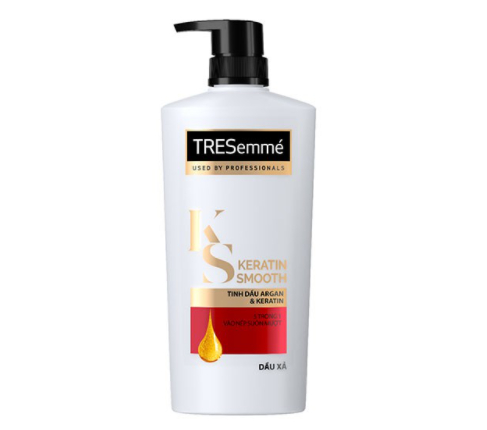 TRESemmé
USED BY PROFESSIONALS
KS
KERATIN
SMOOTH
TINH DẦU ARGAN
& KERATIN
DẦU XẢ